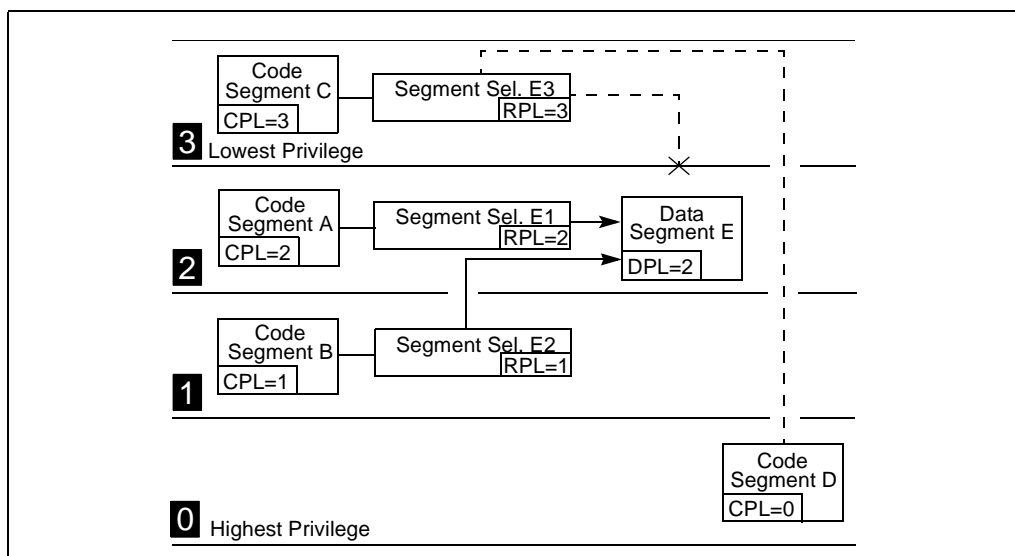 Code
Segment C
CPL=3
Segment Sel. E3
RPL=3
3 Lowest Privilege
Code
Segment A
CPL=2
Segment Sel. E1
RPL=2
Data
Segment E
DPL=2
2
Code
Segment B
CPL=1
Segment Sel. E2
RPL=1
1
Code
Segment D
CPL=0
0 Highest Privilege